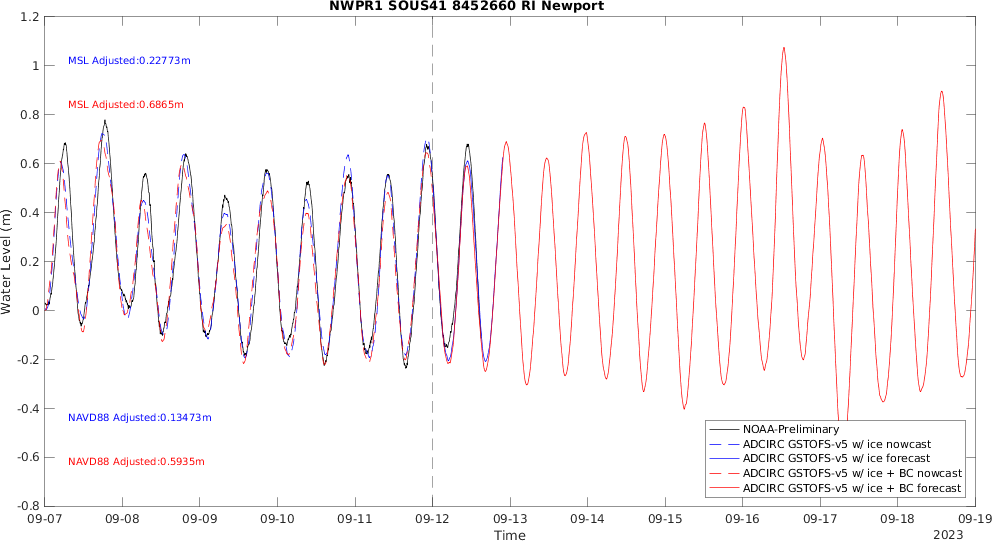 NWPR1 SOUS41 8452660 RI Newport
1.2
1
0.8
0.6
0.4
0.2
0
-0.2
-0.4
-0.6
-0.8
Water Level (m)
MSL Adjusted:0.22773m
MSL Adjusted:0.6865m
NAVD88 Adjusted:0.13473m
NAVD88 Adjusted:0.5935m
NOAA-Preliminary
ADCIRC GSTOFS-v5 w/ ice nowcast
ADCIRC GSTOFS-v5 w/ ice forecast
ADCIRC GSTOFS-v5 w/ ice + BC nowcast
ADCIRC GSTOFS-v5 w/ ice + BC forecast
09-07 09-08 09-09 09-10 09-11 09-12 09-13 09-14 09-15 09-16 09-17 09-18 09-19
Time
2023